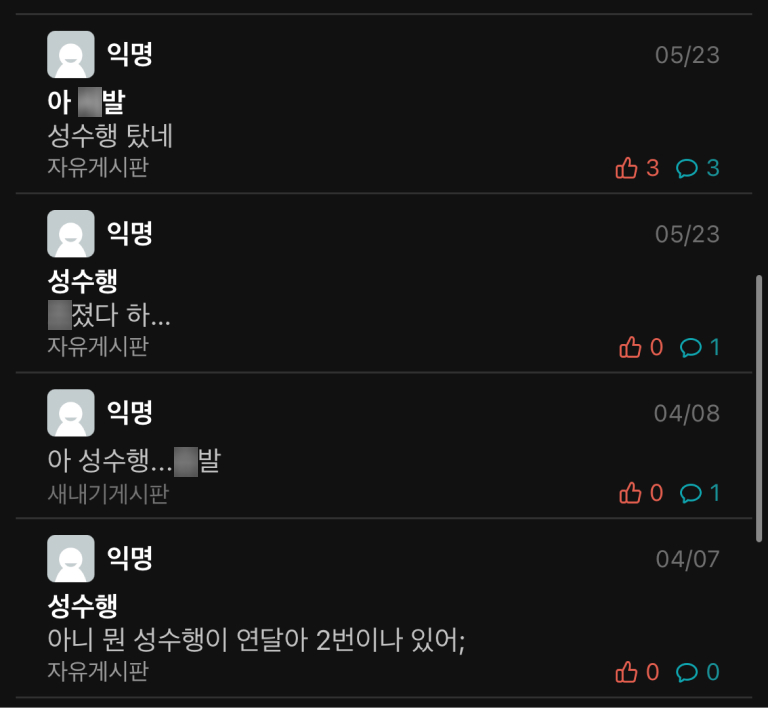 익명
05/23
아 발
성수행 탔네
자유게시판
3 3
익명
05/23
성수행
졌다 하...
자유게시판
0 1
익명
04/08
아 성수행... 발
새내기게시판
0 1
익명
04/07
성수행
아니 뭔 성수행이 연달아 2번이나 있어;
자유게시판
0 0